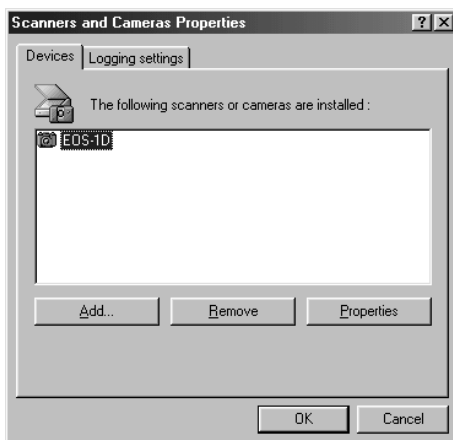 Scanners and Cameras Properties
Devices Logging settings
The following scanners or cameras are installed :
EOS-1D
Add... Remove Properties
OK Cancel